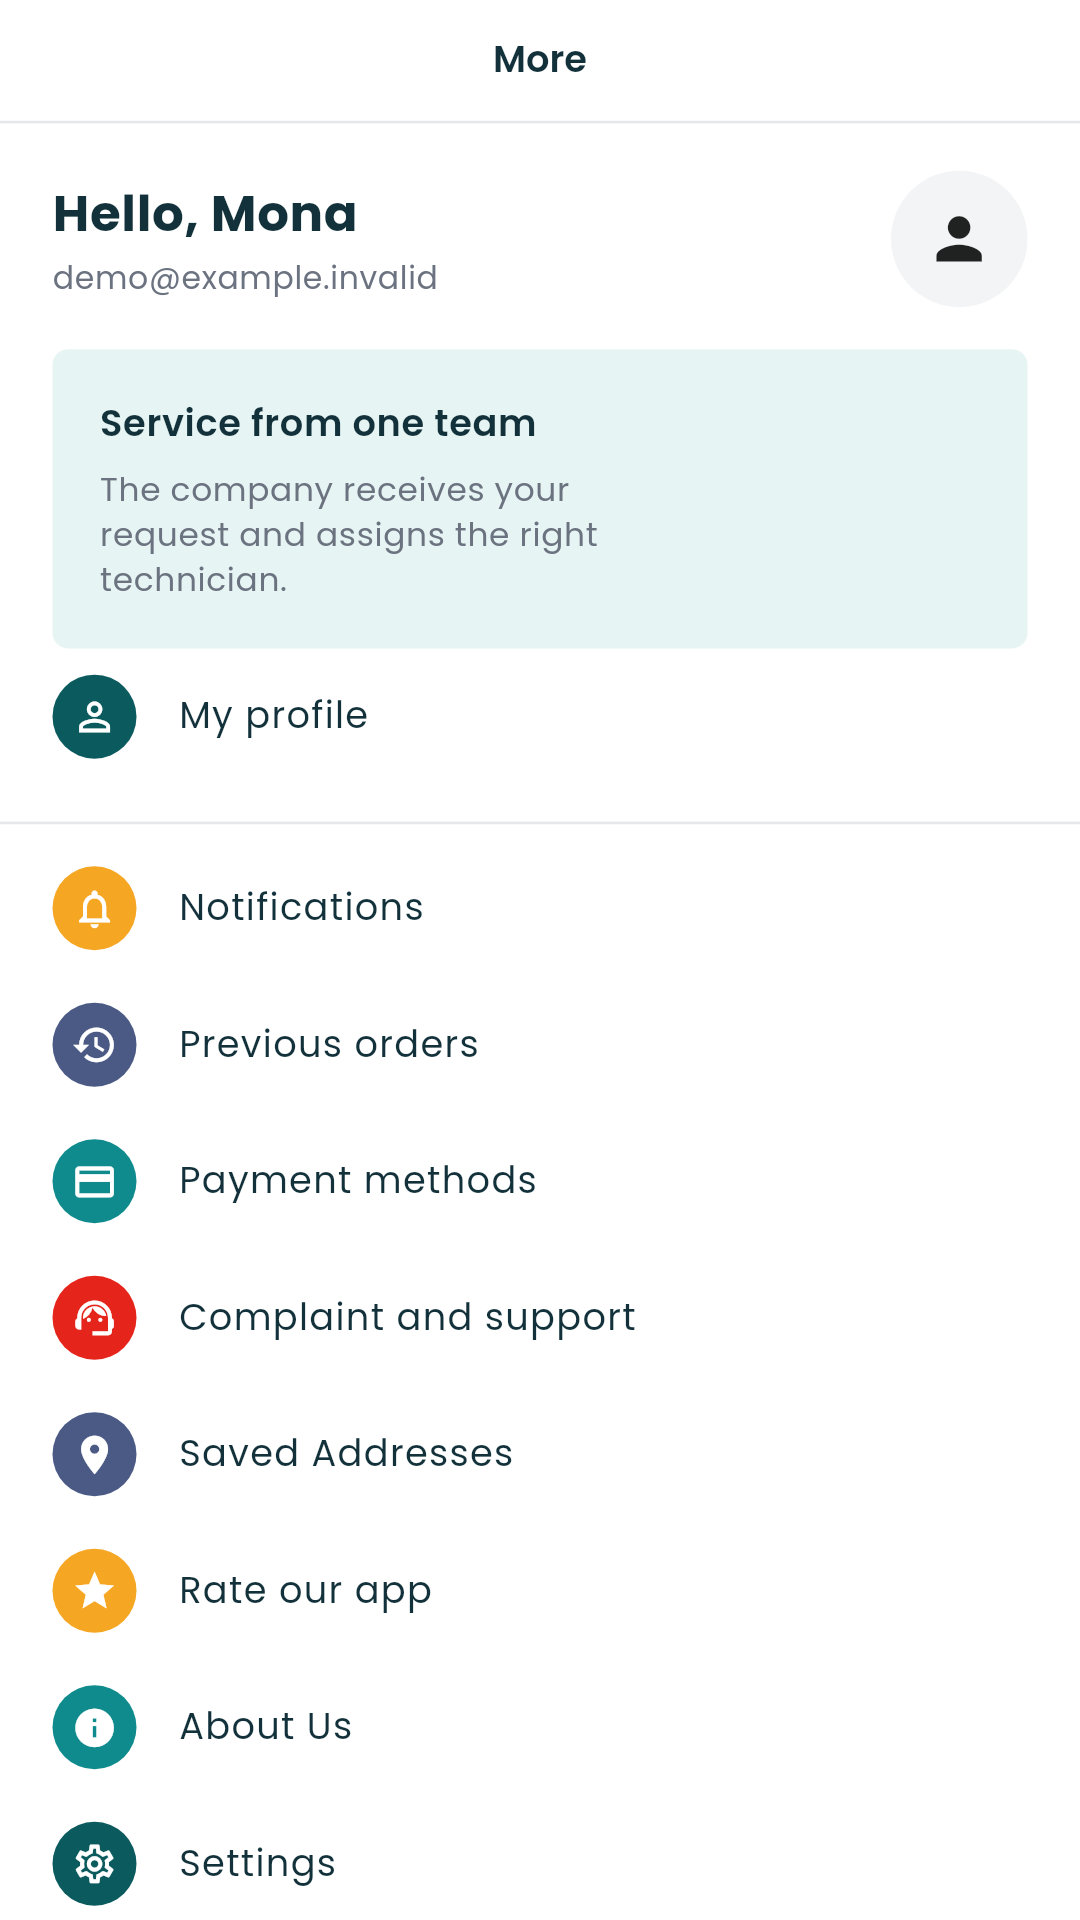 More
Hello, Mona
demo@example.invalid
Service from one team
The company receives your
request and assigns the right
technician.
My profile
Notifications
Previous orders
Payment methods
Complaint and support
Saved Addresses
Rate our app
About Us
Settings